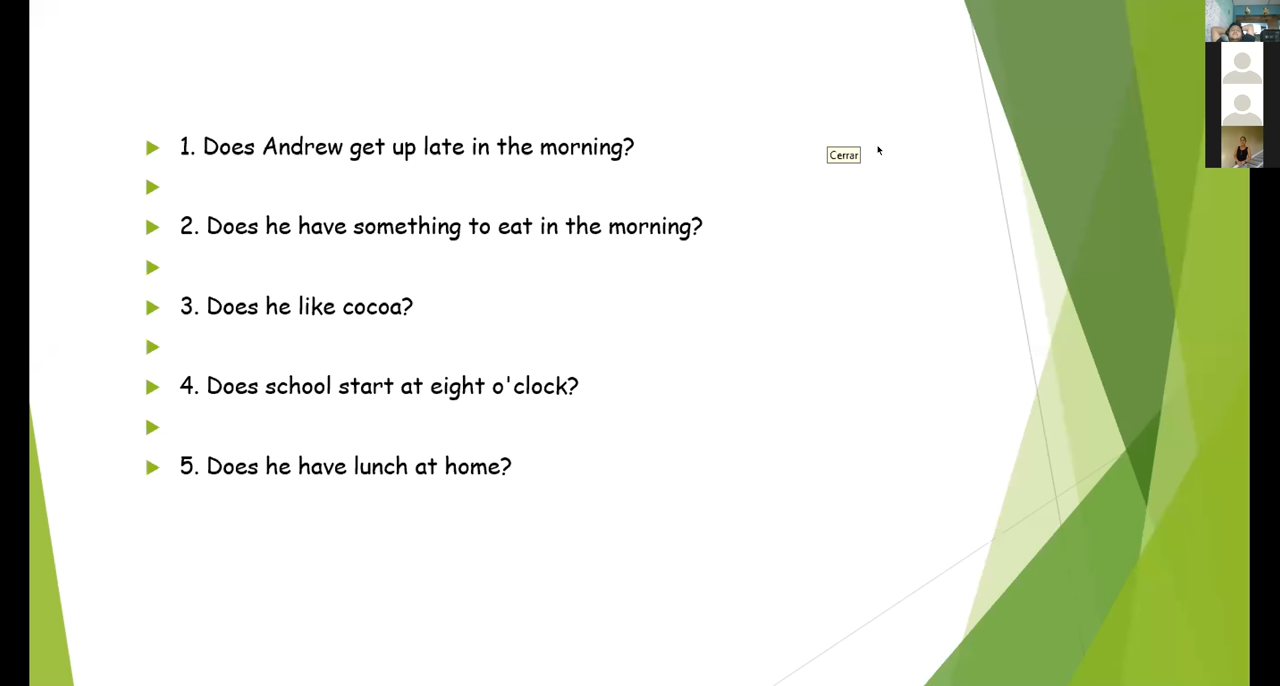 1. Does Andrew get up late in the morning?
Cerrar
2. Does he have something to eat in the morning?
3. Does he like cocoa?
4. Does school start at eight o'clock?
5. Does he have lunch at home?